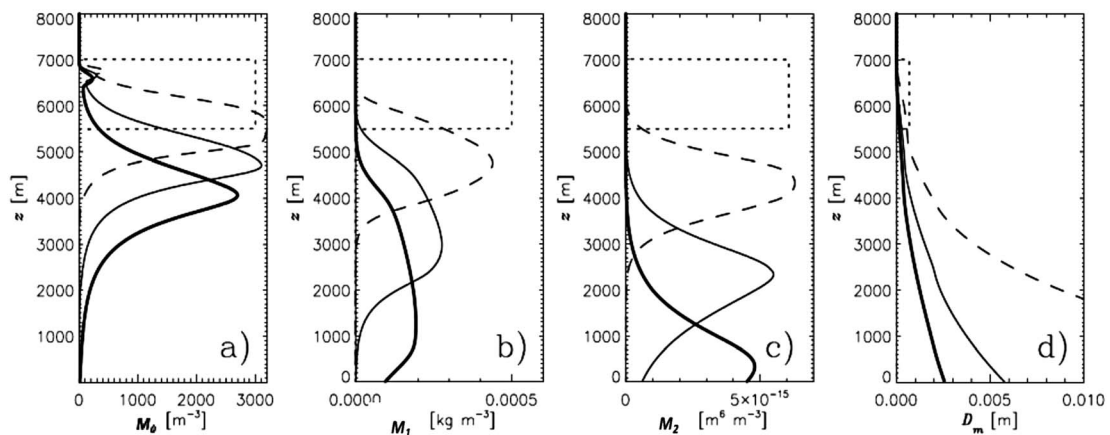 8000 8000 8000 8000
7000 7000 7000 7000
6000 6000 6000 6000
5000 5000 5000 5000
z [m] z [m] z [m] z [m]
4000 4000 4000 4000
3000 3000 3000 3000
2000 2000 2000 2000
1000 1000 1000 1000
a) b) c) d)
0 0 0 0
0 1000 2000 3000 0.0000 0.0005 0 5×10⁻¹⁵ 0.000 0.005 0.010
M₀ [m⁻³] M₁ [kg m⁻³] M₂ [m⁶ m⁻³] Dₘ [m]